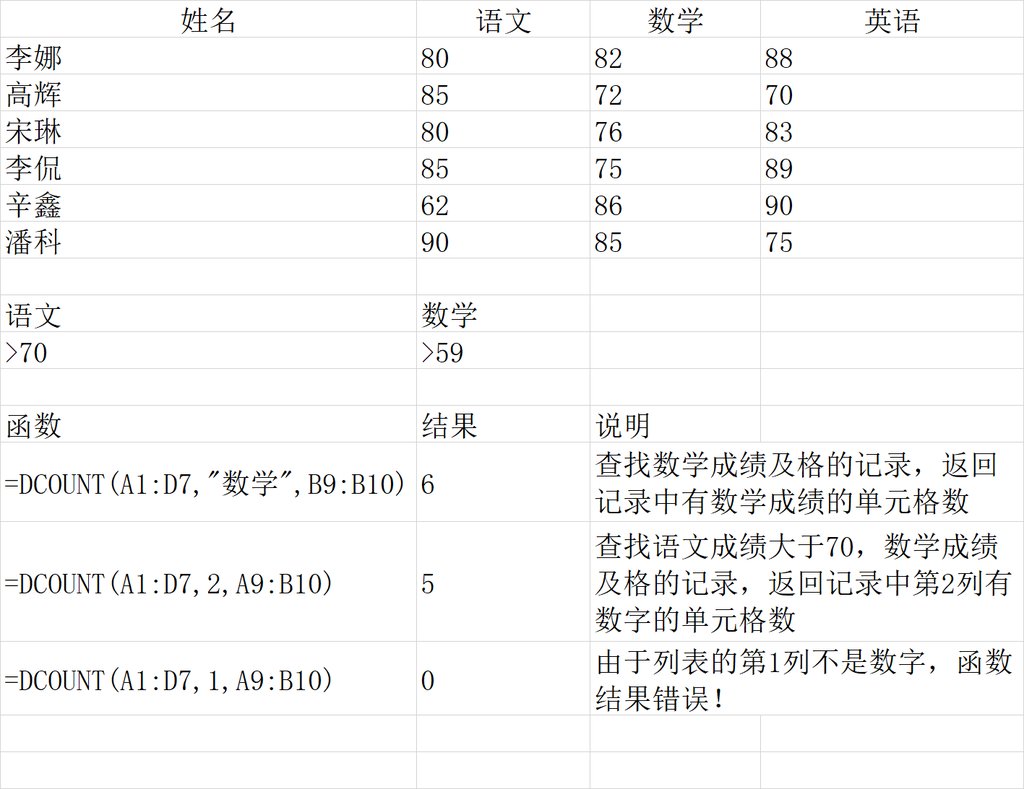 姓名 语文 数学 英语
李娜 80 82 88
高辉 85 72 70
宋琳 80 76 83
李侃 85 75 89
辛鑫 62 86 90
潘科 90 85 75
语文 数学
>70 >59
函数 结果 说明
=DCOUNT(A1:D7,"数学",B9:B10) 6 查找数学成绩及格的记录，返回
记录中有数学成绩的单元格数
=DCOUNT(A1:D7,2,A9:B10) 5 查找语文成绩大于70，数学成绩
及格的记录，返回记录中第2列有
数字的单元格数
=DCOUNT(A1:D7,1,A9:B10) 0 由于列表的第1列不是数字，函数
结果错误！